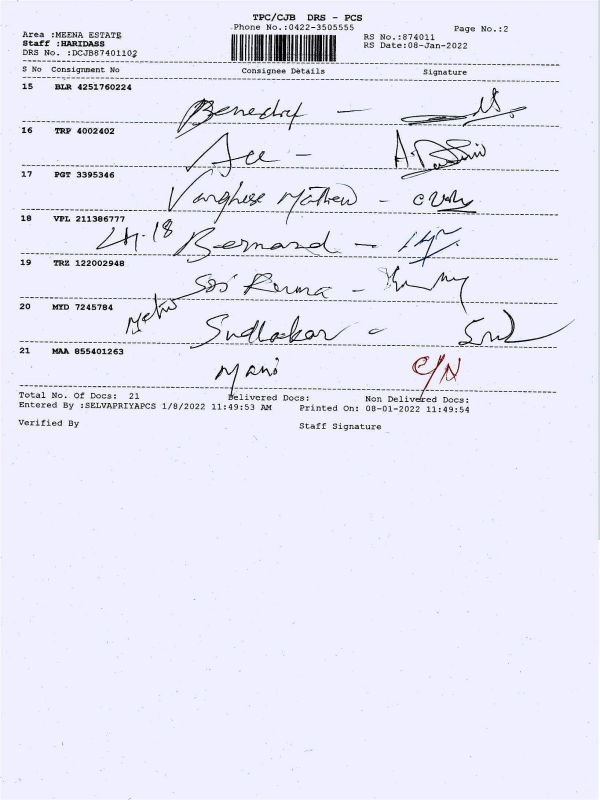 TPC/CJB DRS - PCS
Phone No.:0422-3505555
Page No.:2
Area :MEENA ESTATE
RS No.:874011
Staff :HARIDASS
RS Date:08-Jan-2022
DRS No. :DCJB87401102
S No Consignment No Consignee Details Signature
15 BLR 4251760224
Benedict -
16 TRP 4002402
Ace -
17 PGT 3395346
Varghese Mathew -
18 VPL 211386777
Bernard -
19 TRZ 122002948
Sos Kurma -
20 MYD 7245784
Metro Sudhakar -
21 MAA 855401263
Mani C/N
Total No. Of Docs: 21 Delivered Docs: Non Delivered Docs:
Entered By :SELVAPRIYAPCS 1/8/2022 11:49:53 AM Printed On: 08-01-2022 11:49:54
Verified By Staff Signature